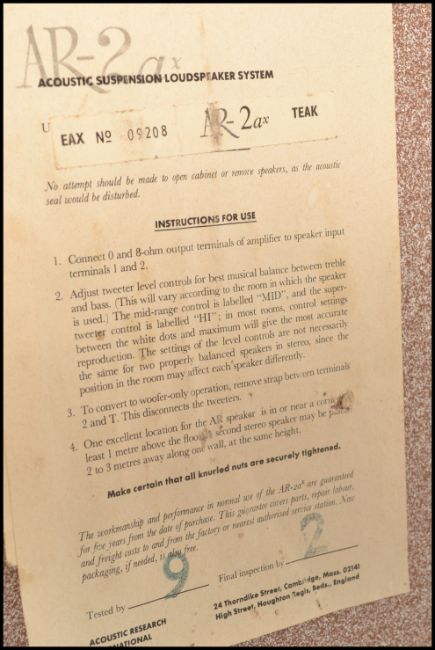 AR-2ax
ACOUSTIC SUSPENSION LOUDSPEAKER SYSTEM
U
EAX Nº 09208 AR-2ax TEAK
No attempt should be made to open cabinet or remove speakers, as the acoustic
seal would be disturbed.
INSTRUCTIONS FOR USE
1. Connect 0 and 8-ohm output terminals of amplifier to speaker input
terminals 1 and 2.
2. Adjust tweeter level controls for best musical balance between treble
and bass. (This will vary according to the room in which the speaker
is used.) The mid-range control is labelled "MID", and the super-
tweeter control is labelled "HI"; in most rooms, control settings
between the white dots and maximum will give the most accurate
reproduction. The settings of the level controls are not necessarily
the same for two properly balanced speakers in stereo, since the
position in the room may affect each speaker differently.
3. To convert to woofer-only operation, remove strap between terminals
2 and T. This disconnects the tweeters.
4. One excellent location for the AR speaker is in or near a corner
least 1 metre above the floor second stereo speaker may be
2 to 3 metres away along one wall, at the same height.
Make certain that all knurled nuts are securely tightened.
The workmanship and performance in normal use of the AR-2ax are guaranteed
for five years from the date of purchase. This guarantee covers parts, repair labour,
and freight costs to and from the factory or nearest authorised service station. New
packaging, if needed, is also free.
Tested by 9 Final inspection by 2
ACOUSTIC RESEARCH 24 Thorndike Street, Cambridge, Mass. 02141
NATIONAL High Street, Houghton Regis, Beds., England